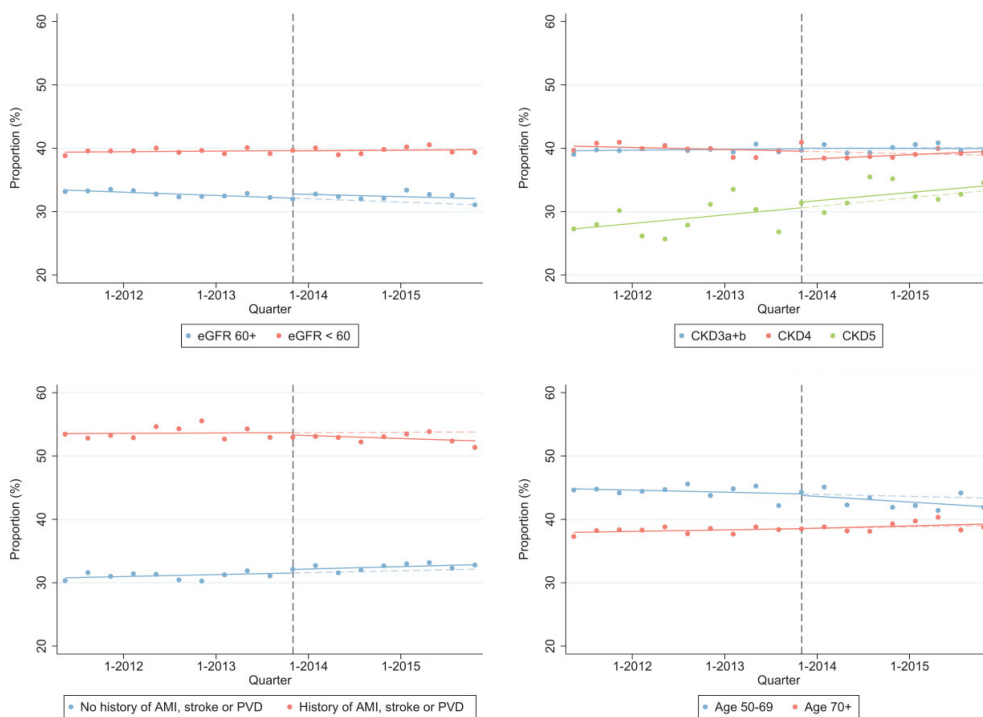 60
50
40
30
20
Proportion (%)
1-2012 1-2013 1-2014 1-2015
Quarter
eGFR 60+ eGFR < 60
60
50
40
30
20
Proportion (%)
1-2012 1-2013 1-2014 1-2015
Quarter
CKD3a+b CKD4 CKD5
60
50
40
30
20
Proportion (%)
1-2012 1-2013 1-2014 1-2015
Quarter
No history of AMI, stroke or PVD History of AMI, stroke or PVD
60
50
40
30
20
Proportion (%)
1-2012 1-2013 1-2014 1-2015
Quarter
Age 50-69 Age 70+